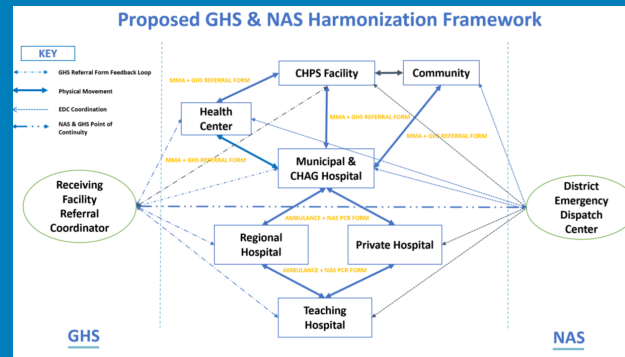 Proposed GHS & NAS Harmonization Framework
KEY
GHS Referral Form Feedback Loop
Physical Movement
EDC Coordination
NAS & GHS Point of
Continuity
CHPS Facility
Community
MMA + GHS REFERRAL FORM
Health
Center
MMA + GHS REFERRAL FORM
MMA + GHS REFERRAL FORM
MMA + GHS REFERRAL FORM
Municipal &
CHAG Hospital
Receiving
Facility
Referral
Coordinator
District
Emergency
Dispatch
Center
AMBULANCE + NAS PCR FORM
Regional
Hospital
Private Hospital
AMBULANCE + NAS PCR FORM
Teaching
Hospital
GHS
NAS